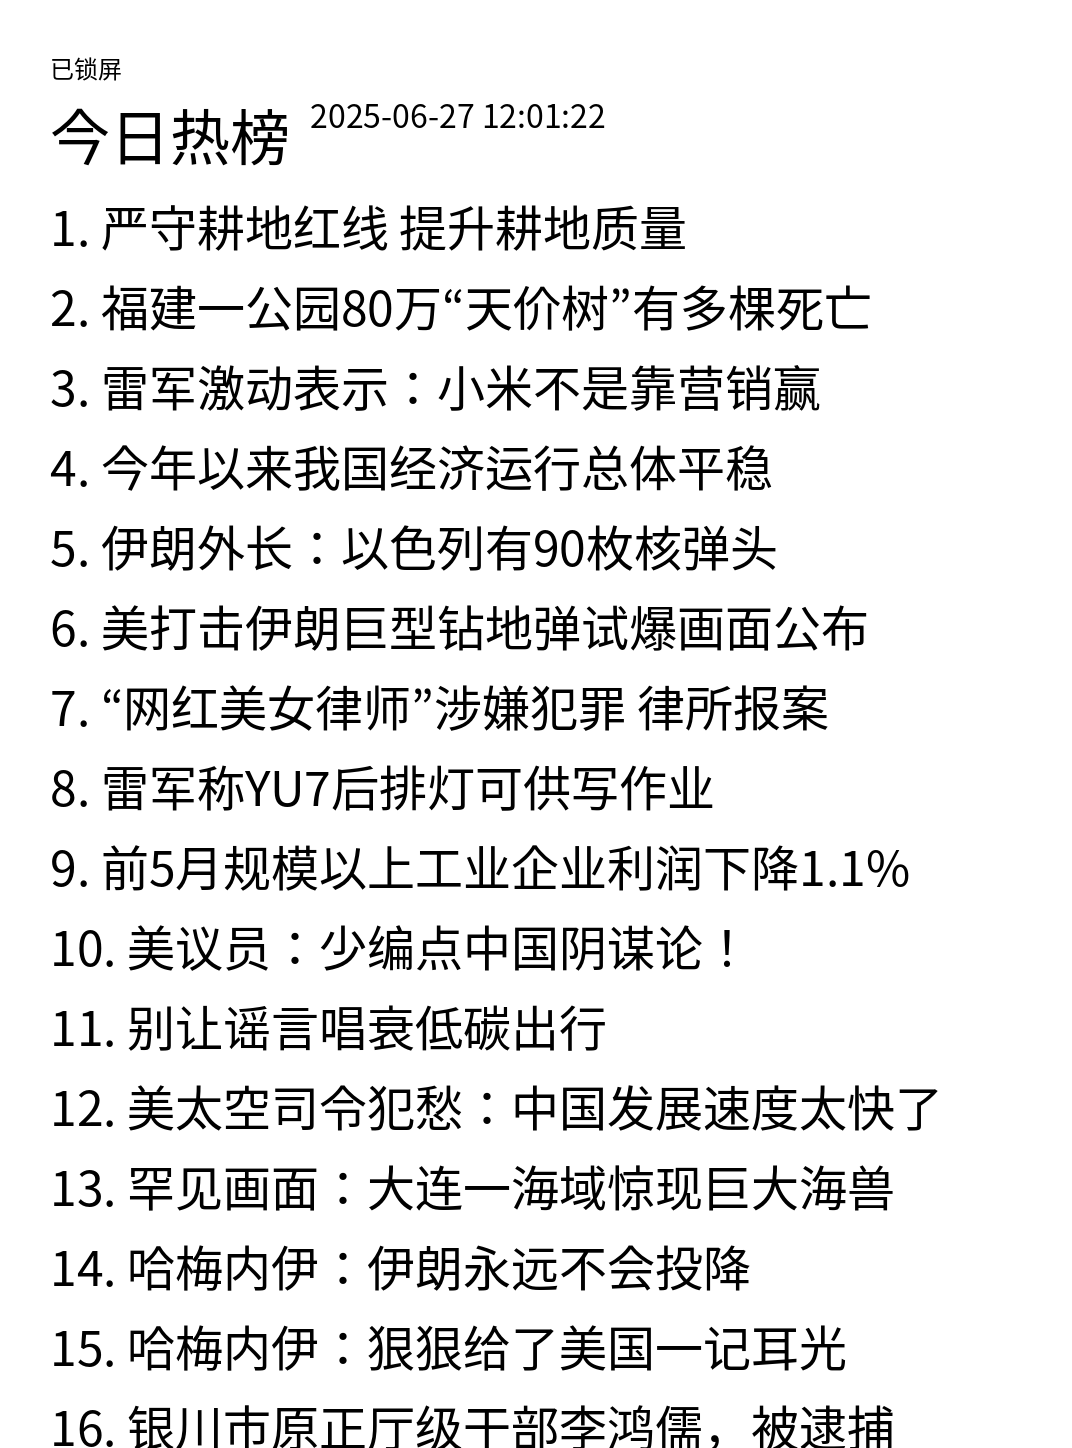 已锁屏
今日热榜 2025-06-27 12:01:22
1. 严守耕地红线 提升耕地质量
2. 福建一公园80万“天价树”有多棵死亡
3. 雷军激动表示：小米不是靠营销赢
4. 今年以来我国经济运行总体平稳
5. 伊朗外长：以色列有90枚核弹头
6. 美打击伊朗巨型钻地弹试爆画面公布
7. “网红美女律师”涉嫌犯罪 律所报案
8. 雷军称YU7后排灯可供写作业
9. 前5月规模以上工业企业利润下降1.1%
10. 美议员：少编点中国阴谋论！
11. 别让谣言唱衰低碳出行
12. 美太空司令犯愁：中国发展速度太快了
13. 罕见画面：大连一海域惊现巨大海兽
14. 哈梅内伊：伊朗永远不会投降
15. 哈梅内伊：狠狠给了美国一记耳光
16. 银川市原正厅级干部李鸿儒，被逮捕